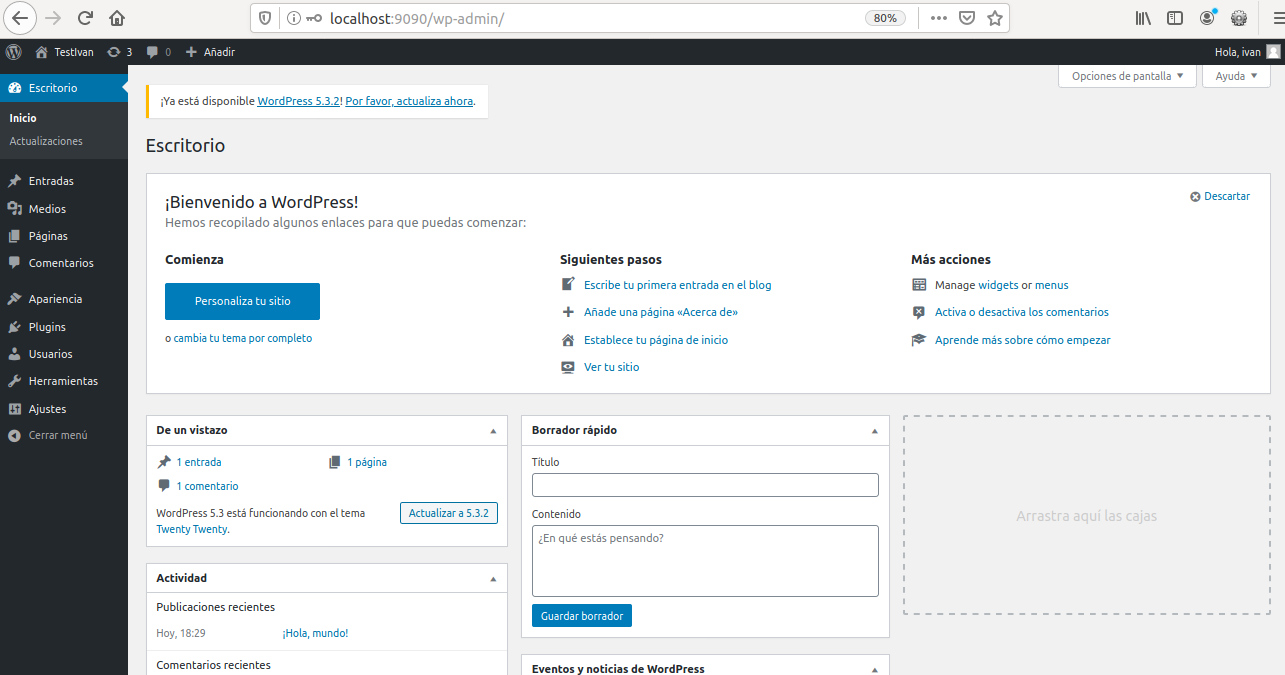 localhost:9090/wp-admin/
80%
TestIvan
3
0
Añadir
Hola, ivan
Escritorio
Inicio
Actualizaciones
Entradas
Medios
Páginas
Comentarios
Apariencia
Plugins
Usuarios
Herramientas
Ajustes
Cerrar menú
Opciones de pantalla
Ayuda
¡Ya está disponible WordPress 5.3.2! Por favor, actualiza ahora.
Escritorio
¡Bienvenido a WordPress!
Descartar
Hemos recopilado algunos enlaces para que puedas comenzar:
Comienza
Personaliza tu sitio
o cambia tu tema por completo
Siguientes pasos
Escribe tu primera entrada en el blog
Añade una página «Acerca de»
Establece tu página de inicio
Ver tu sitio
Más acciones
Manage widgets or menus
Activa o desactiva los comentarios
Aprende más sobre cómo empezar
De un vistazo
1 entrada
1 página
1 comentario
WordPress 5.3 está funcionando con el tema
Twenty Twenty.
Actualizar a 5.3.2
Actividad
Publicaciones recientes
Hoy, 18:29
¡Hola, mundo!
Comentarios recientes
Borrador rápido
Título
Contenido
¿En qué estás pensando?
Guardar borrador
Eventos y noticias de WordPress
Arrastra aquí las cajas